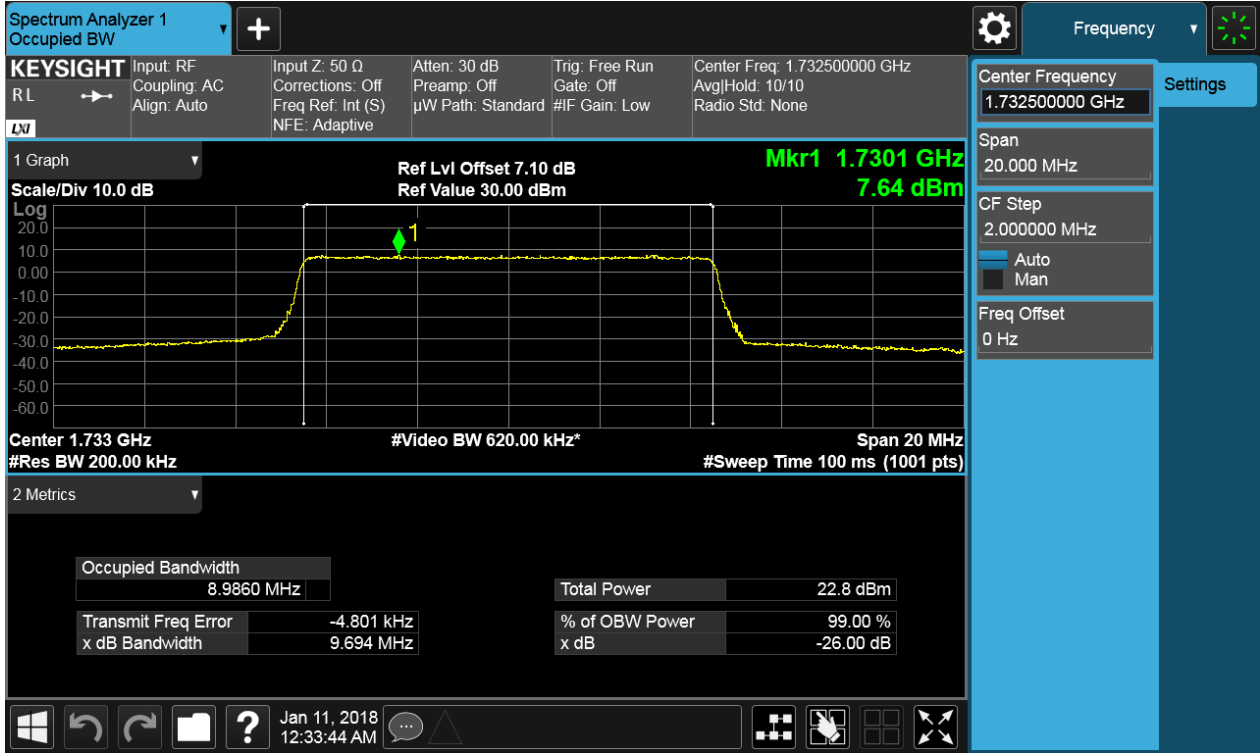 Spectrum Analyzer 1
Occupied BW
Frequency
KEYSIGHT
RL
LXI
Input: RF
Coupling: AC
Align: Auto
Input Z: 50 Ω
Corrections: Off
Freq Ref: Int (S)
NFE: Adaptive
Atten: 30 dB
Preamp: Off
µW Path: Standard
Trig: Free Run
Gate: Off
#IF Gain: Low
Center Freq: 1.732500000 GHz
Avg|Hold: 10/10
Radio Std: None
Center Frequency
1.732500000 GHz
Settings
Span
20.000 MHz
CF Step
2.000000 MHz
Auto
Man
Freq Offset
0 Hz
1 Graph
Scale/Div 10.0 dB
Ref Lvl Offset 7.10 dB
Ref Value 30.00 dBm
Mkr1 1.7301 GHz
7.64 dBm
Log
20.0
10.0
0.00
-10.0
-20.0
-30.0
-40.0
-50.0
-60.0
1
Center 1.733 GHz
#Video BW 620.00 kHz*
Span 20 MHz
#Res BW 200.00 kHz
#Sweep Time 100 ms (1001 pts)
2 Metrics
Occupied Bandwidth
8.9860 MHz
Total Power 22.8 dBm
Transmit Freq Error -4.801 kHz
% of OBW Power 99.00 %
x dB Bandwidth 9.694 MHz
x dB -26.00 dB
?
Jan 11, 2018
12:33:44 AM